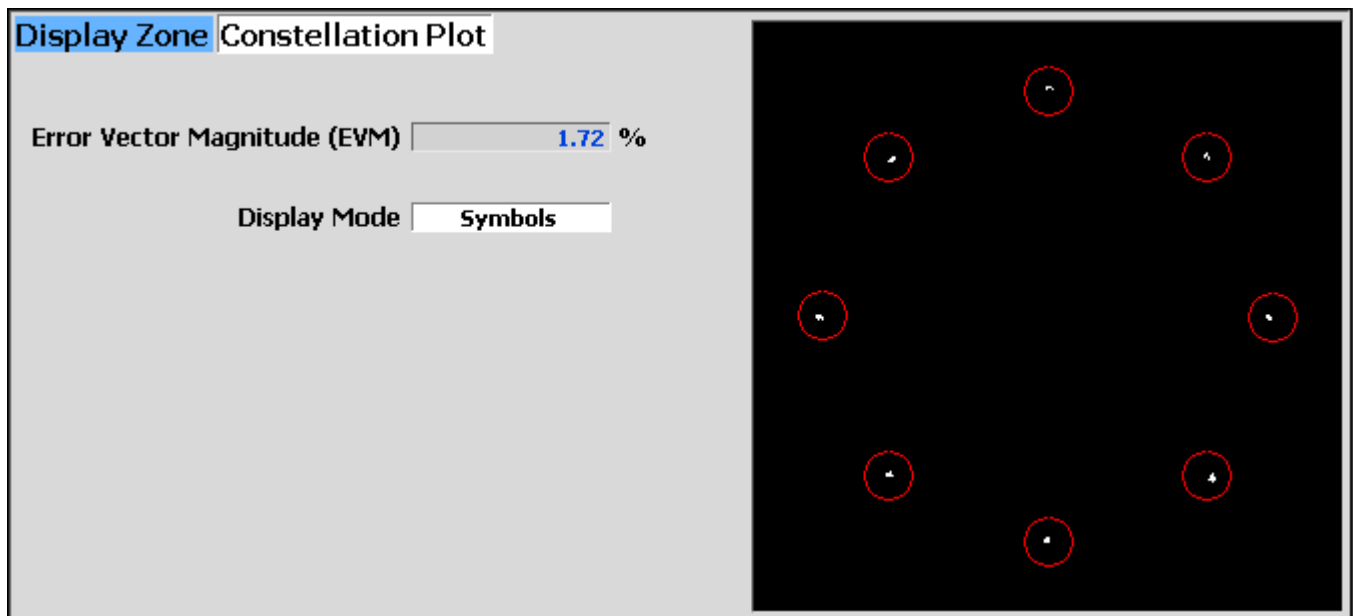 Display Zone Constellation Plot
Error Vector Magnitude (EVM) 1.72 %
Display Mode Symbols